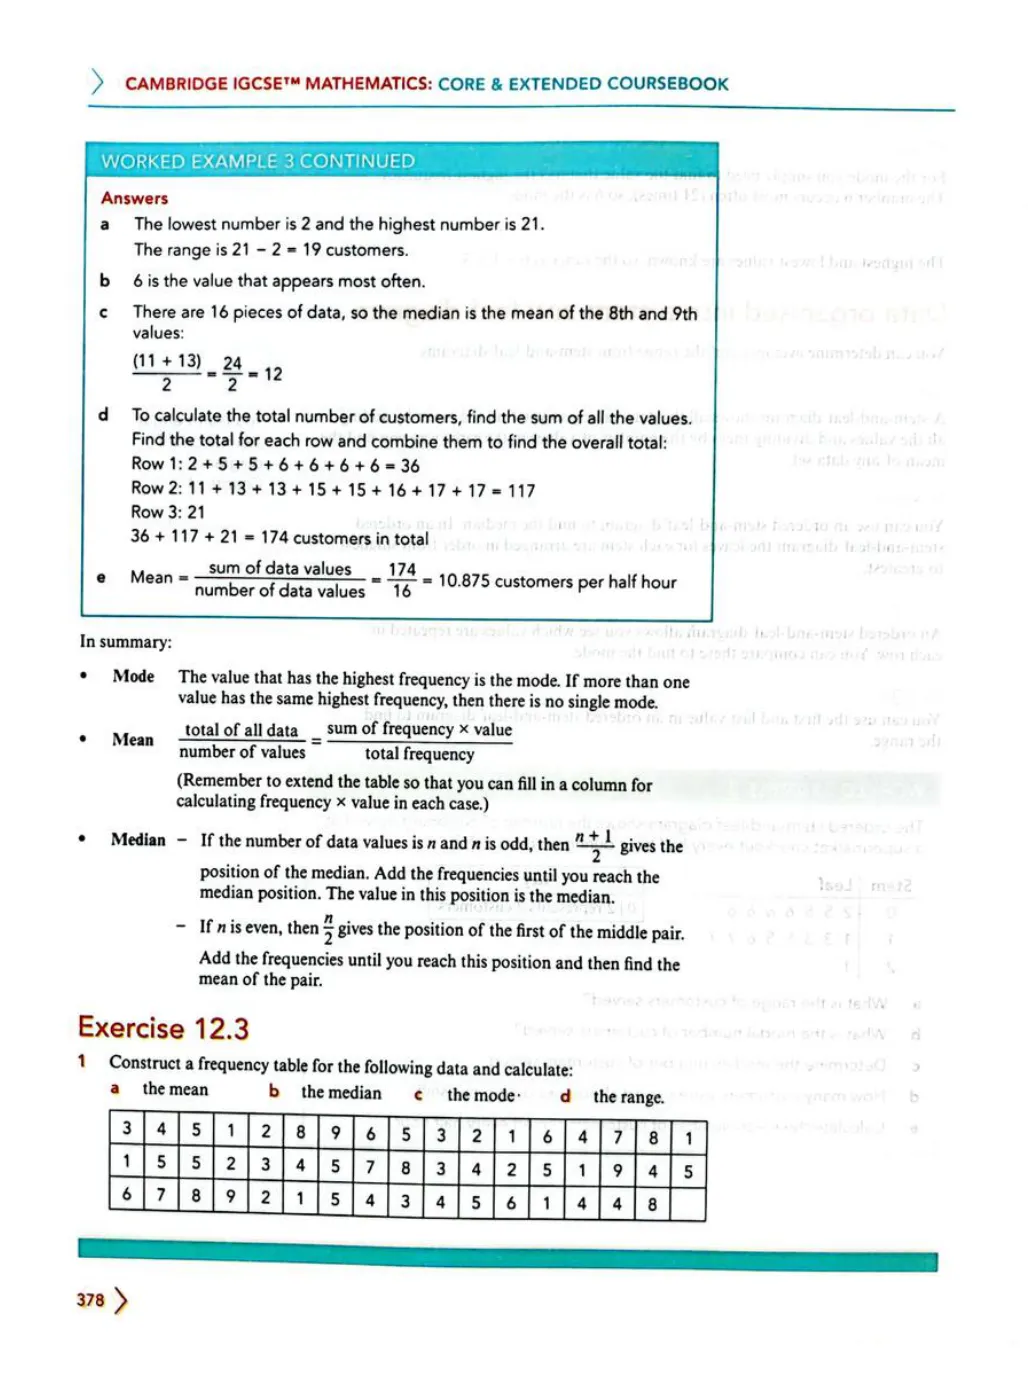 CAMBRIDGE IGCSE™ MATHEMATICS: CORE & EXTENDED COURSEBOOK
WORKED EXAMPLE 3 CONTINUED
Answers
a The lowest number is 2 and the highest number is 21.
The range is 21 − 2 = 19 customers.
b 6 is the value that appears most often.
c There are 16 pieces of data, so the median is the mean of the 8th and 9th
values:
(11 + 13)/2 = 24/2 = 12
d To calculate the total number of customers, find the sum of all the values.
Find the total for each row and combine them to find the overall total:
Row 1: 2 + 5 + 5 + 6 + 6 + 6 + 6 = 36
Row 2: 11 + 13 + 13 + 15 + 15 + 16 + 17 + 17 = 117
Row 3: 21
36 + 117 + 21 = 174 customers in total
e Mean = sum of data values/number of data values = 174/16 = 10.875 customers per half hour
In summary:
• Mode The value that has the highest frequency is the mode. If more than one
value has the same highest frequency, then there is no single mode.
• Mean total of all data/number of values = sum of frequency × value/total frequency
(Remember to extend the table so that you can fill in a column for
calculating frequency × value in each case.)
• Median − If the number of data values is n and n is odd, then n + 1/2 gives the
position of the median. Add the frequencies until you reach the
median position. The value in this position is the median.
− If n is even, then n/2 gives the position of the first of the middle pair.
Add the frequencies until you reach this position and then find the
mean of the pair.
Exercise 12.3
1 Construct a frequency table for the following data and calculate:
a the mean b the median c the mode d the range.
3 4 5 1 2 8 9 6 5 3 2 1 6 4 7 8 1
1 5 5 2 3 4 5 7 8 3 4 2 5 1 9 4 5
6 7 8 9 2 1 5 4 3 4 5 6 1 4 4 8
378